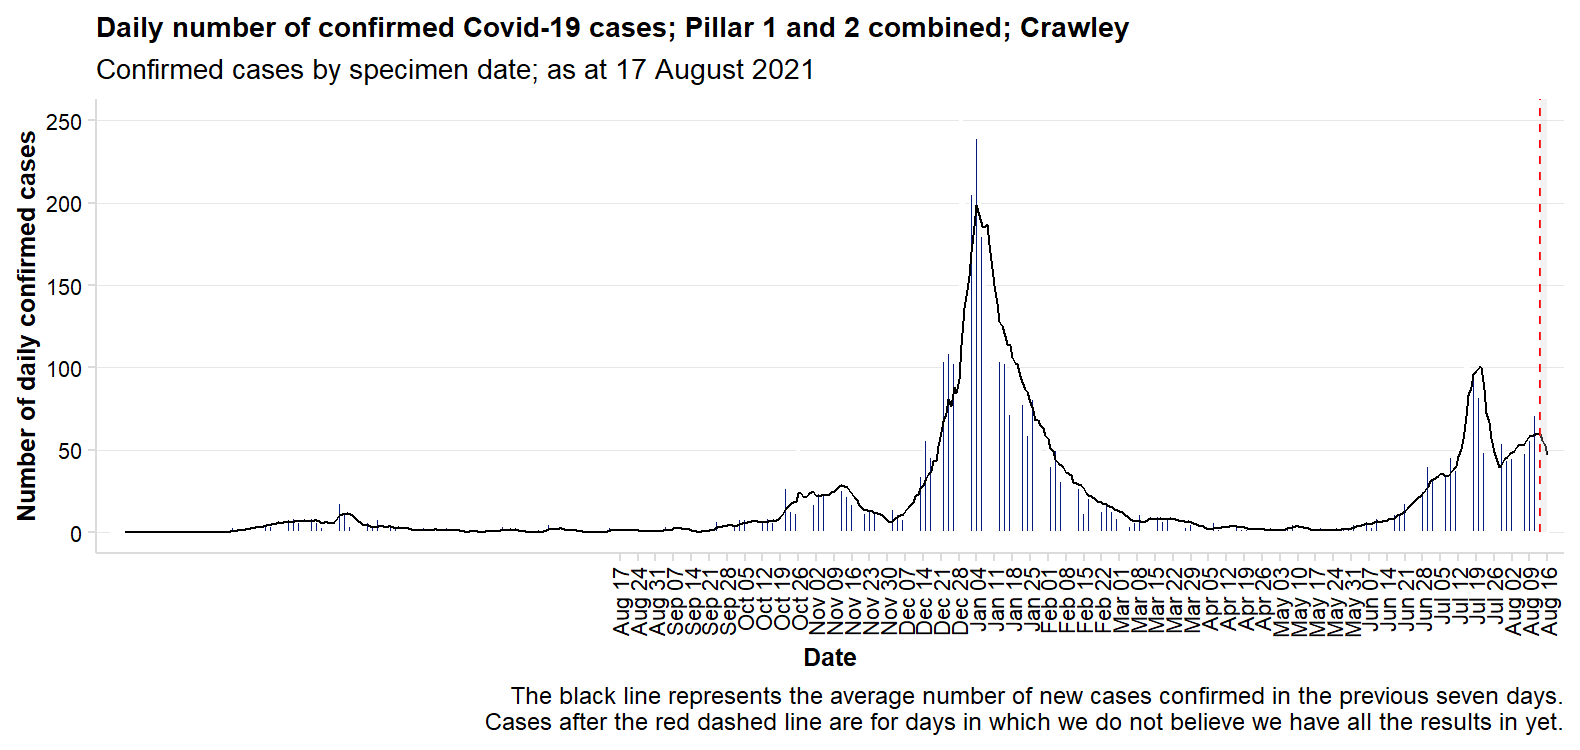 Daily number of confirmed Covid-19 cases; Pillar 1 and 2 combined; Crawley
Confirmed cases by specimen date; as at 17 August 2021
Number of daily confirmed cases
250
200
150
100
50
0
Aug 17
Aug 24
Aug 31
Sep 07
Sep 14
Sep 21
Sep 28
Oct 05
Oct 12
Oct 19
Oct 26
Nov 02
Nov 09
Nov 16
Nov 23
Nov 30
Dec 07
Dec 14
Dec 21
Dec 28
Jan 04
Jan 11
Jan 18
Jan 25
Feb 01
Feb 08
Feb 15
Feb 22
Mar 01
Mar 08
Mar 15
Mar 22
Mar 29
Apr 05
Apr 12
Apr 19
Apr 26
May 03
May 10
May 17
May 24
May 31
Jun 07
Jun 14
Jun 21
Jun 28
Jul 05
Jul 12
Jul 19
Jul 26
Aug 02
Aug 09
Aug 16
Date
The black line represents the average number of new cases confirmed in the previous seven days.
Cases after the red dashed line are for days in which we do not believe we have all the results in yet.